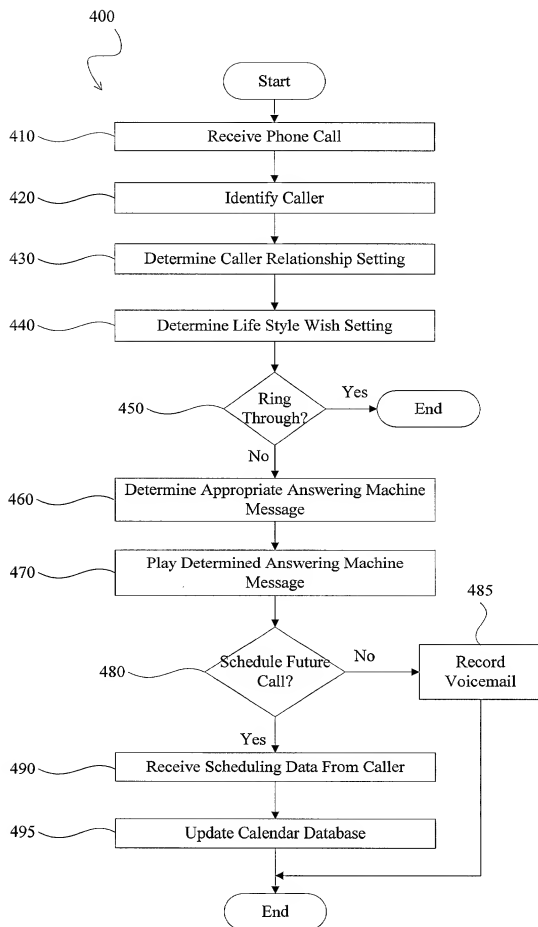 400
Start
410
Receive Phone Call
420
Identify Caller
430
Determine Caller Relationship Setting
440
Determine Life Style Wish Setting
450
Ring
Through?
Yes
End
No
460
Determine Appropriate Answering Machine
Message
470
Play Determined Answering Machine
Message
485
480
Schedule Future
Call?
No
Record
Voicemail
Yes
490
Receive Scheduling Data From Caller
495
Update Calendar Database
End